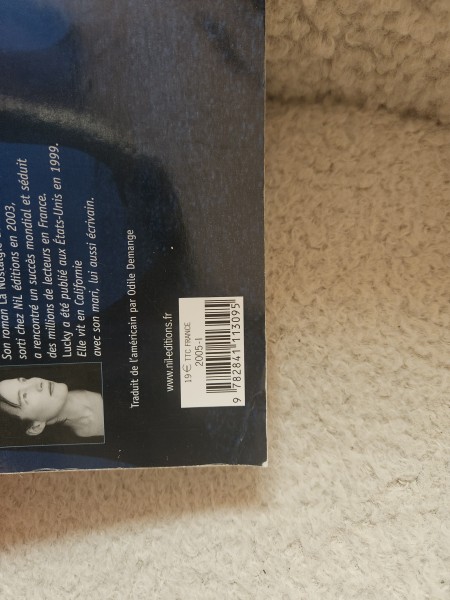 Son roman La Nostalgie
sorti chez NiL éditions en 2003,
a rencontré un succès mondial et séduit
des millions de lecteurs en France.
Lucky a été publié aux États-Unis en 1999.
Elle vit en Californie
avec son mari, lui aussi écrivain.
Traduit de l'américain par Odile Demange
www.nil-editions.fr
19 € TTC FRANCE
2005-I
9 782841 113095